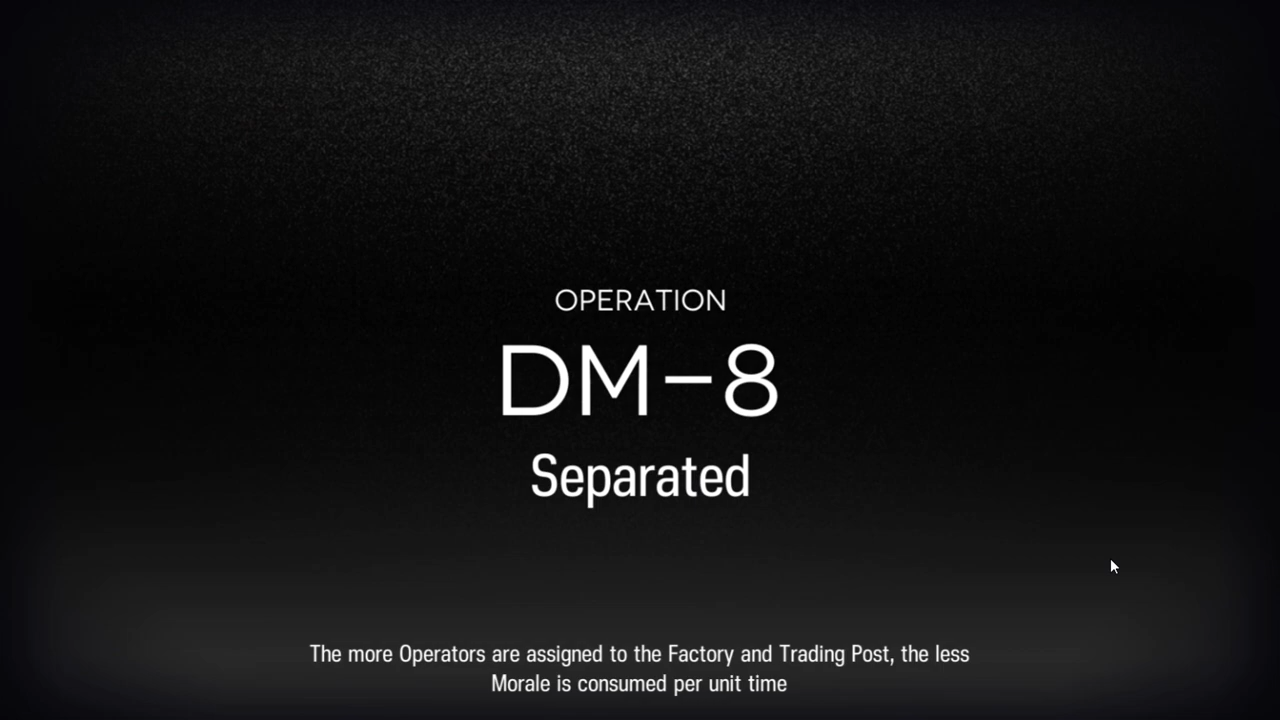 OPERATION
DM-8
Separated
The more Operators are assigned to the Factory and Trading Post, the less
Morale is consumed per unit time